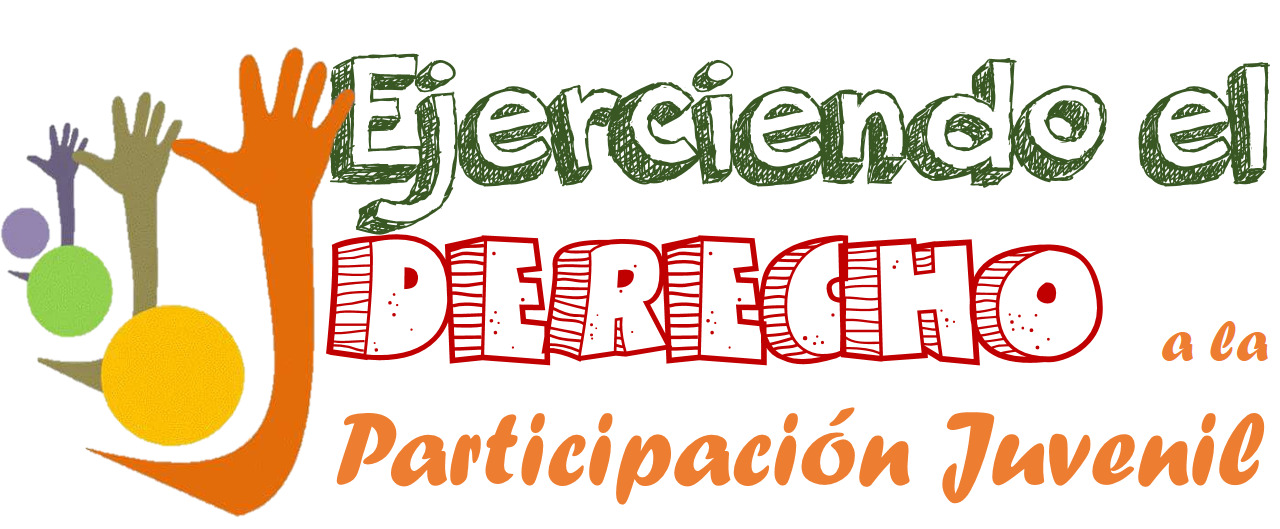 Ejerciendo el
DERECHO a la
Participación Juvenil